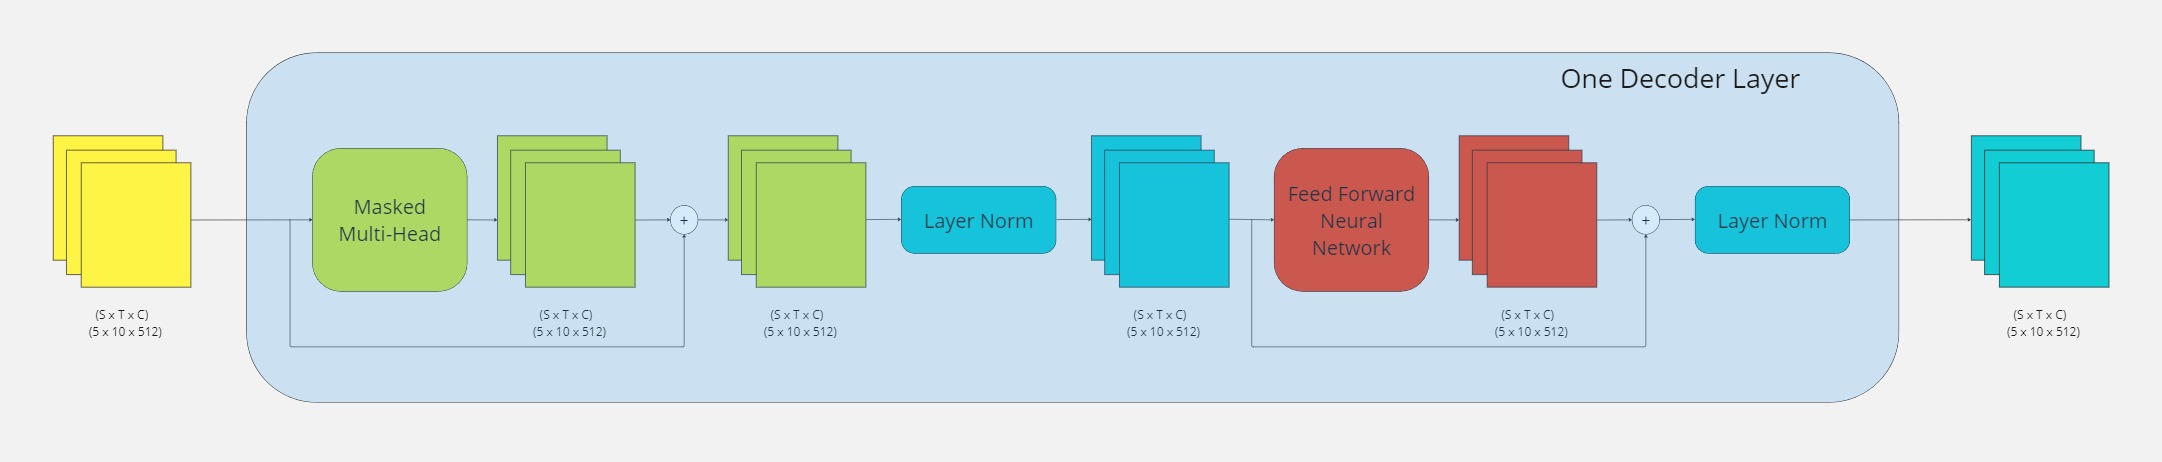 One Decoder Layer
Masked
Multi-Head
+
Layer Norm
Feed Forward
Neural
Network
+
Layer Norm
(S x T x C)
(5 x 10 x 512)
(S x T x C)
(5 x 10 x 512)
(S x T x C)
(5 x 10 x 512)
(S x T x C)
(5 x 10 x 512)
(S x T x C)
(5 x 10 x 512)
(S x T x C)
(5 x 10 x 512)